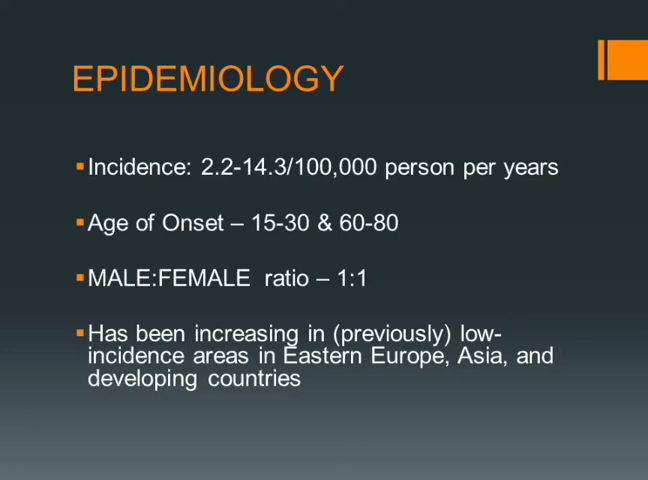 EPIDEMIOLOGY
▪Incidence: 2.2-14.3/100,000 person per years
▪Age of Onset – 15-30 & 60-80
▪MALE:FEMALE ratio – 1:1
▪Has been increasing in (previously) low-
incidence areas in Eastern Europe, Asia, and
developing countries